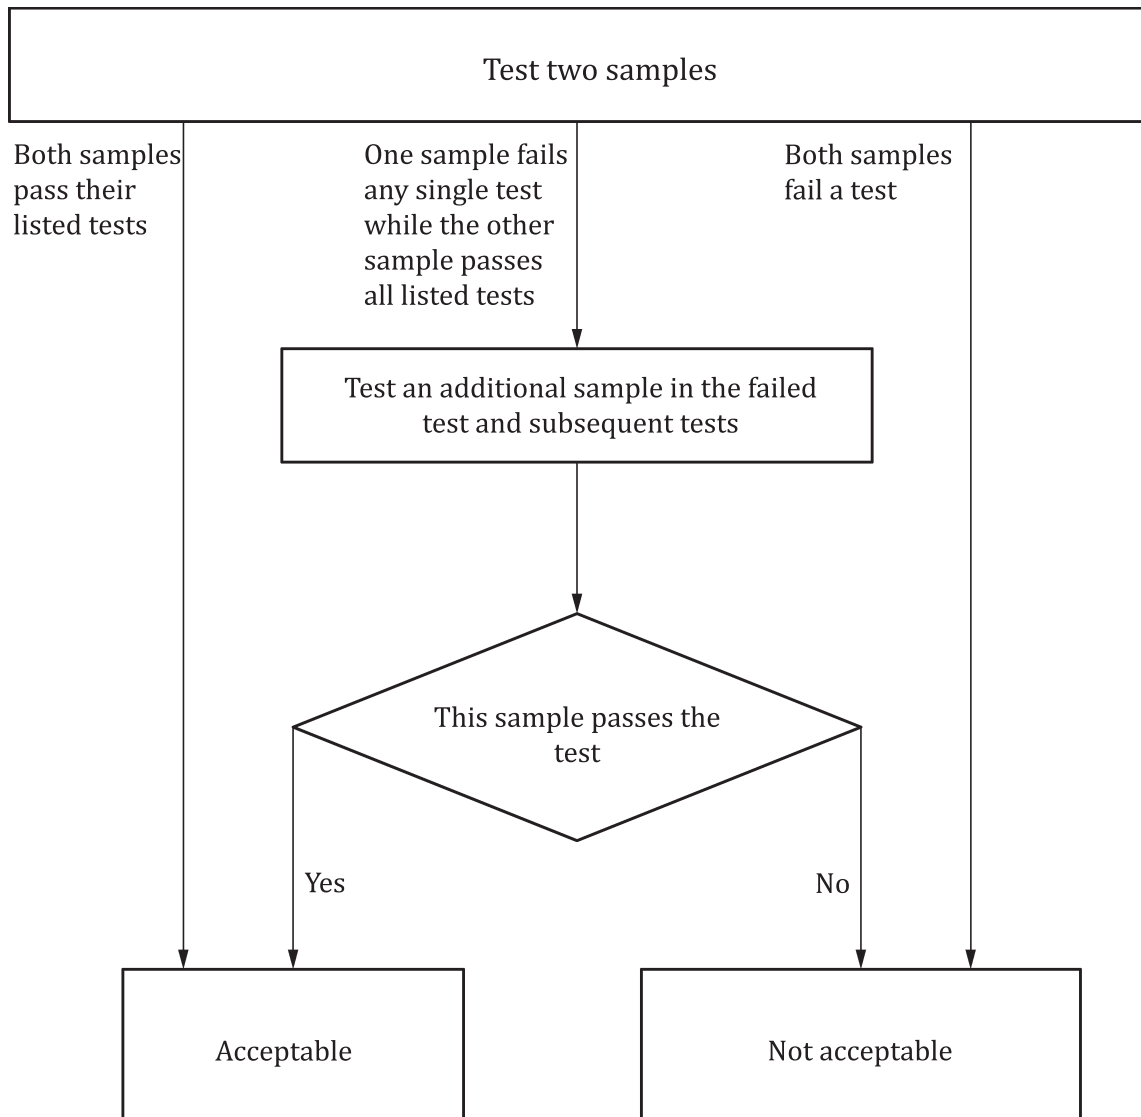 Test two samples
Both samples
pass their
listed tests
One sample fails
any single test
while the other
sample passes
all listed tests
Both samples
fail a test
Test an additional sample in the failed
test and subsequent tests
This sample passes the
test
Yes
No
Acceptable
Not acceptable